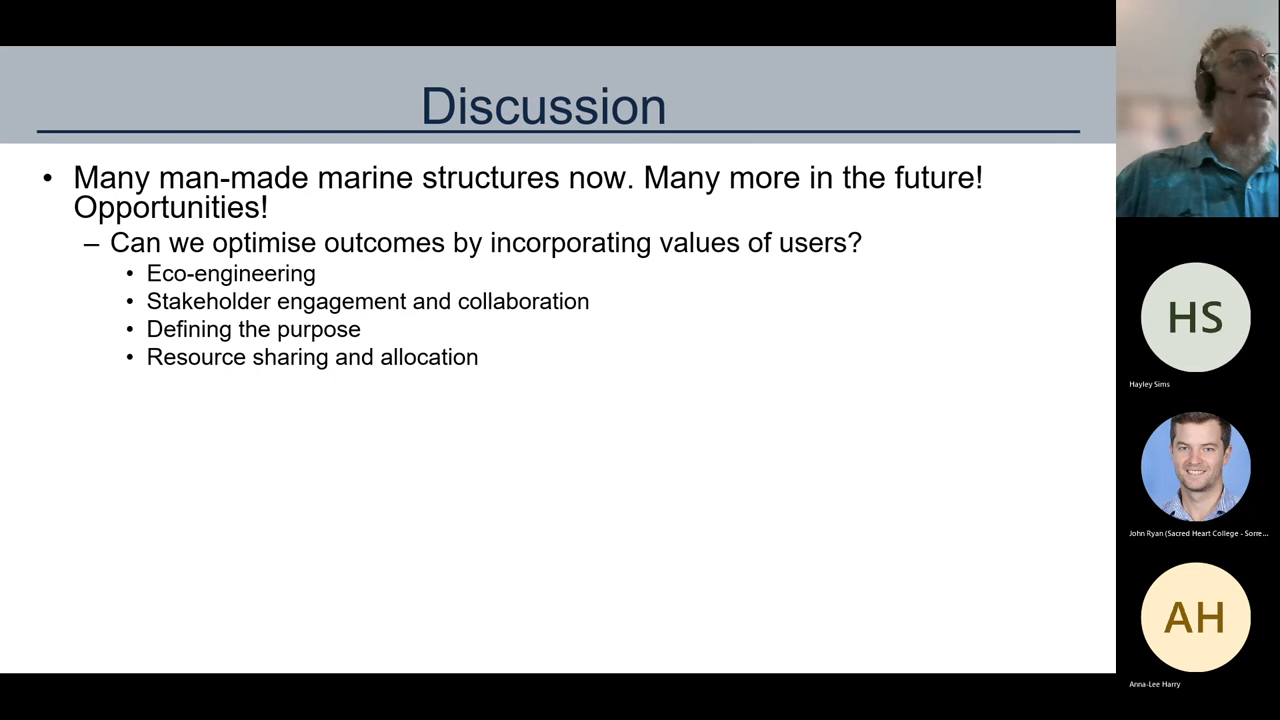 Discussion
• Many man-made marine structures now. Many more in the future!
Opportunities!
– Can we optimise outcomes by incorporating values of users?
• Eco-engineering
• Stakeholder engagement and collaboration
• Defining the purpose
• Resource sharing and allocation
HS
Hayley Sims
John Ryan (Sacred Heart College - Sorre...
AH
Anna-Lee Harry